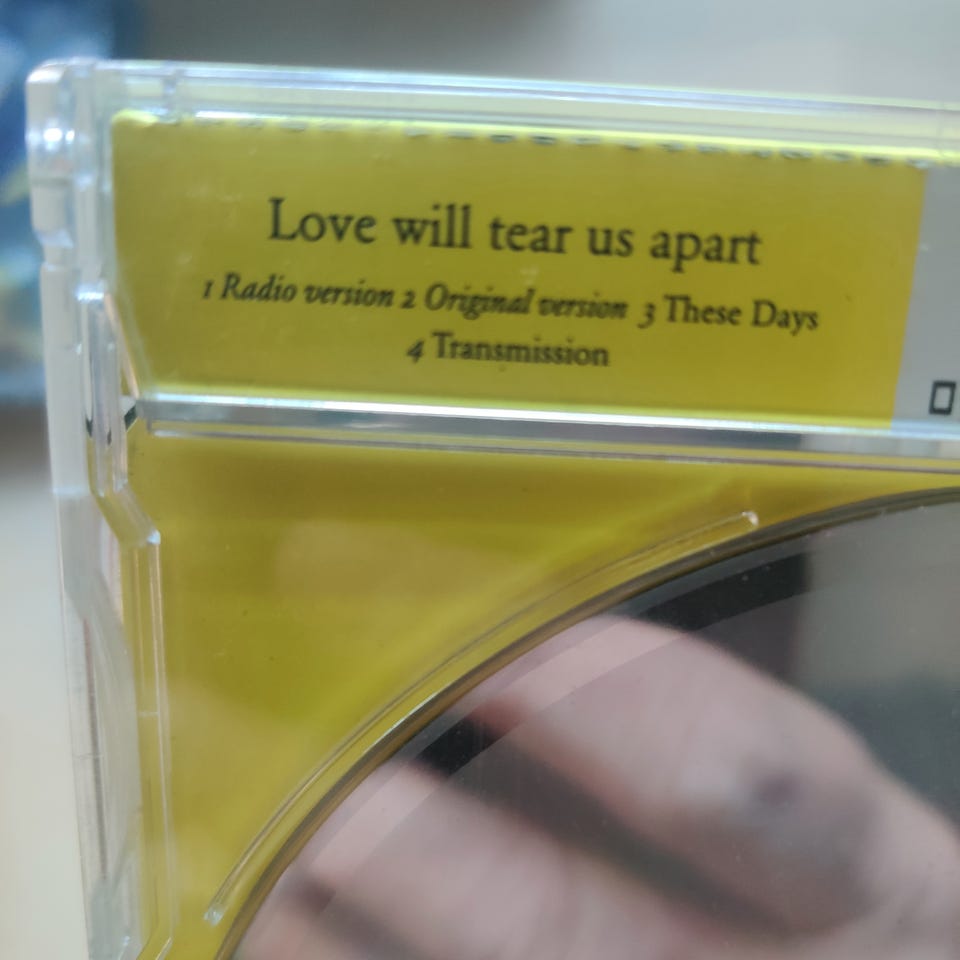 Love will tear us apart
1 Radio version 2 Original version 3 These Days
4 Transmission